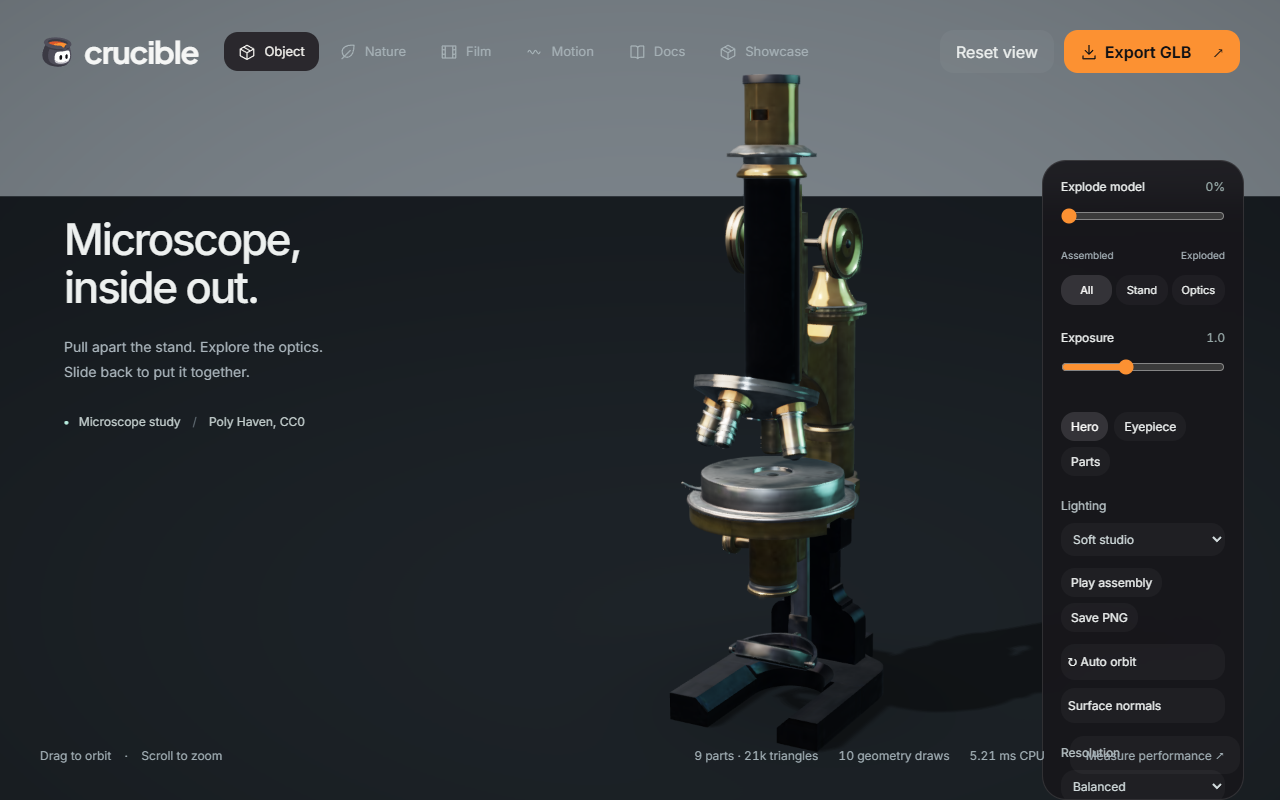 crucible
Object
Nature
Film
Motion
Docs
Showcase
Reset view
Export GLB ↗
Microscope,
inside out.
Pull apart the stand. Explore the optics.
Slide back to put it together.
• Microscope study / Poly Haven, CC0
Explode model 0%
Assembled Exploded
All Stand Optics
Exposure 1.0
Hero Eyepiece
Parts
Lighting
Soft studio
Play assembly
Save PNG
↻ Auto orbit
Surface normals
Resolution
Balanced
Drag to orbit · Scroll to zoom
9 parts · 21k triangles 10 geometry draws 5.21 ms CPU
Measure performance ↗